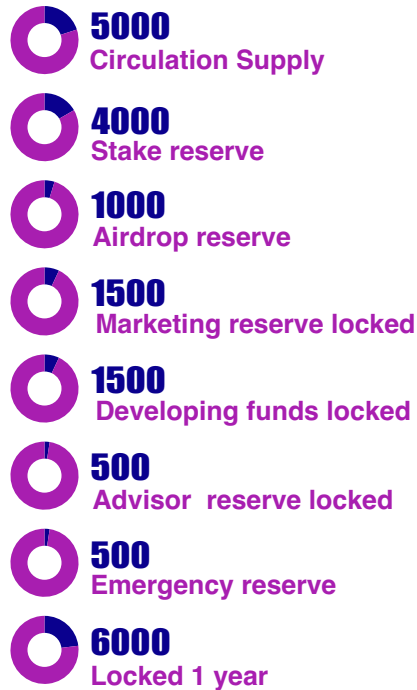 5000
Circulation Supply
4000
Stake reserve
1000
Airdrop reserve
1500
Marketing reserve locked
1500
Developing funds locked
500
Advisor  reserve locked
500
Emergency reserve
6000
Locked 1 year